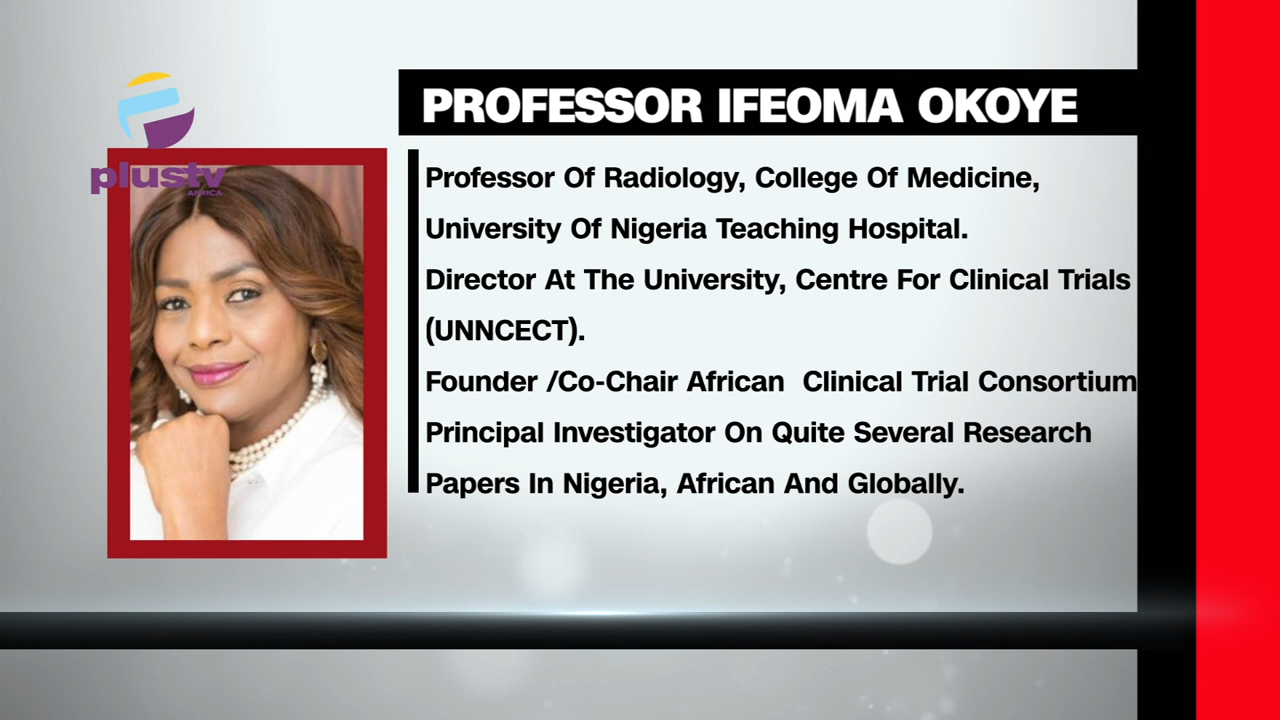 plustv
AFRICA
PROFESSOR IFEOMA OKOYE
Professor Of Radiology, College Of Medicine,
University Of Nigeria Teaching Hospital.
Director At The University, Centre For Clinical Trials
(UNNCECT).
Founder /Co-Chair African  Clinical Trial Consortium
Principal Investigator On Quite Several Research
Papers In Nigeria, African And Globally.